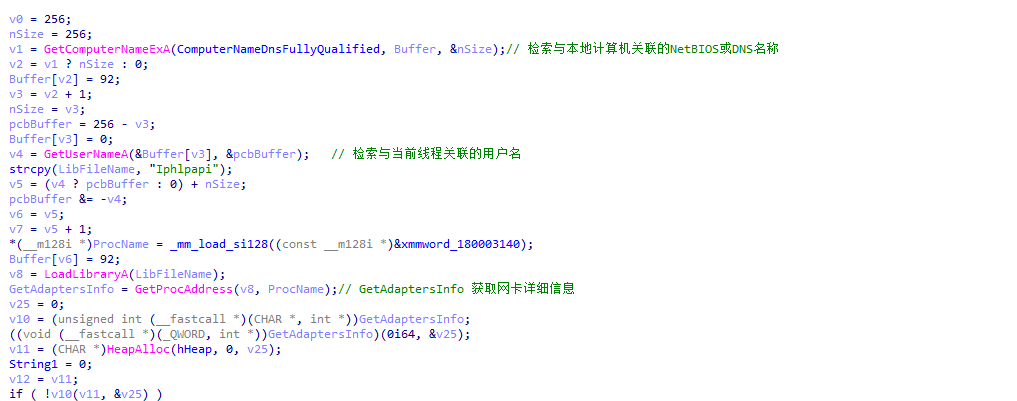 v0 = 256;
nSize = 256;
v1 = GetComputerNameExA(ComputerNameDnsFullyQualified, Buffer, &nSize);// 检索与本地计算机关联的NetBIOS或DNS名称
v2 = v1 ? nSize : 0;
Buffer[v2] = 92;
v3 = v2 + 1;
nSize = v3;
pcbBuffer = 256 - v3;
Buffer[v3] = 0;
v4 = GetUserNameA(&Buffer[v3], &pcbBuffer);   // 检索与当前线程关联的用户名
strcpy(LibFileName, "Iphlpapi");
v5 = (v4 ? pcbBuffer : 0) + nSize;
pcbBuffer &= -v4;
v6 = v5;
v7 = v5 + 1;
*(__m128i *)ProcName = _mm_load_si128((const __m128i *)&xmmword_180003140);
Buffer[v6] = 92;
v8 = LoadLibraryA(LibFileName);
GetAdaptersInfo = GetProcAddress(v8, ProcName);// GetAdaptersInfo 获取网卡详细信息
v25 = 0;
v10 = (unsigned int (__fastcall *)(CHAR *, int *))GetAdaptersInfo;
((void (__fastcall *)(_QWORD, int *))GetAdaptersInfo)(0i64, &v25);
v11 = (CHAR *)HeapAlloc(hHeap, 0, v25);
String1 = 0;
v12 = v11;
if ( !v10(v11, &v25) )